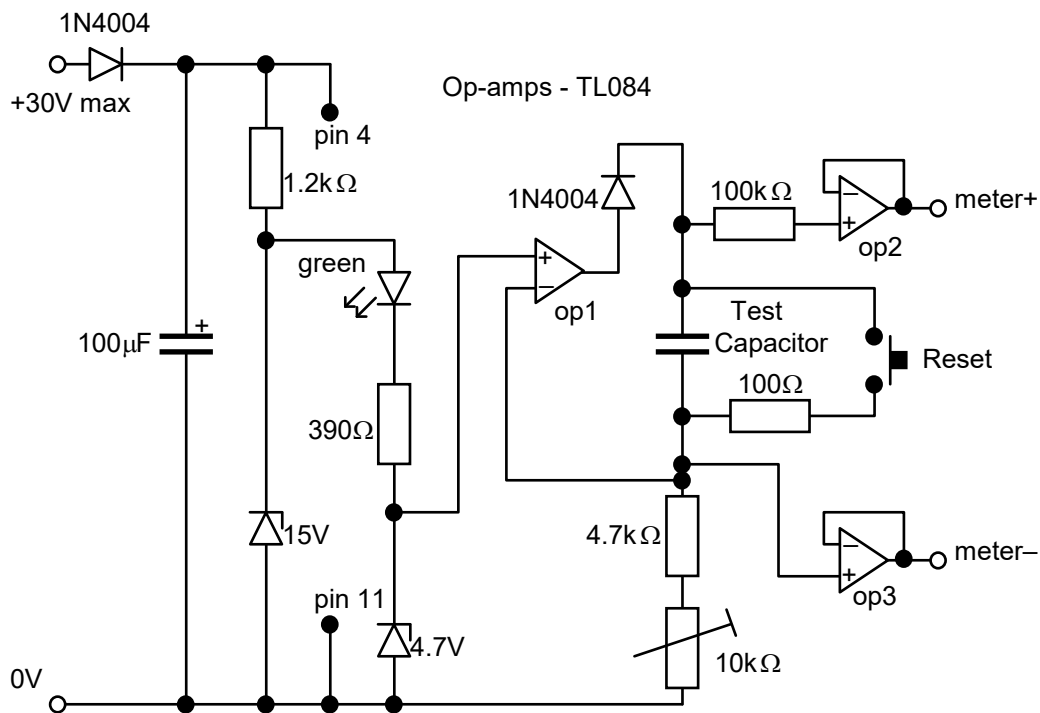 1N4004
+30V max
pin 4
Op-amps - TL084
1.2kΩ
1N4004
100kΩ
meter+
op2
green
op1
Test
Capacitor
Reset
100μF
+
100Ω
390Ω
15V
4.7kΩ
meter–
op3
pin 11
4.7V
10kΩ
0V
+
–
–
+
–
+